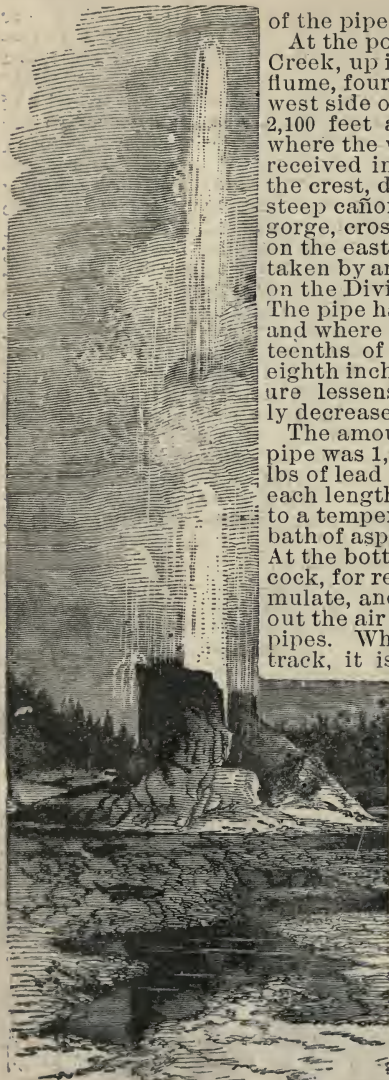 of the pipe
At the po
Creek, up i
flume, four
west side o
2,100 feet a
where the v
received in
the crest, d
steep cañon
gorge, cros
on the east
taken by an
on the Divi
The pipe ha
and where
teenths of
eighth inch
ure lessens
ly decrease
The amou
pipe was 1,
lbs of lead
each length
to a temper
bath of asp
At the bott
cock, for re
mulate, and
out the air
pipes. Wh
track, it is